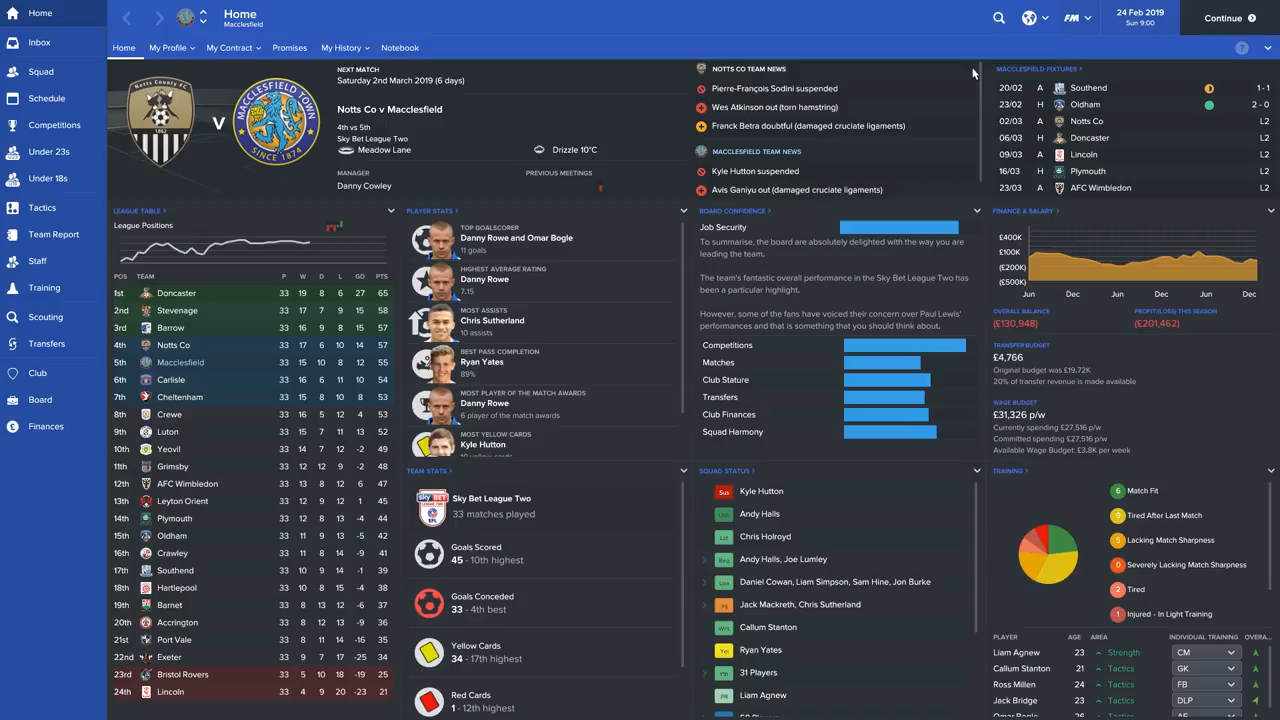 Home
Inbox
Squad
Schedule
Competitions
Under 23s
Under 18s
Tactics
Team Report
Staff
Training
Scouting
Transfers
Club
Board
Finances
Home
Macclesfield
FM
24 Feb 2019
Sun 9:00
Continue
Home My Profile My Contract Promises My History Notebook
NEXT MATCH
Saturday 2nd March 2019 (6 days)
Notts Co v Macclesfield
4th vs 5th
Sky Bet League Two
Meadow Lane Drizzle 10°C
MANAGER PREVIOUS MEETINGS
Danny Cowley
V
MACCLESFIELD TOWN
SINCE 1874
NOTTS CO TEAM NEWS
Pierre-François Sodini suspended
Wes Atkinson out (torn hamstring)
Franck Betra doubtful (damaged cruciate ligaments)
MACCLESFIELD TEAM NEWS
Kyle Hutton suspended
Avis Ganiyu out (damaged cruciate ligaments)
MACCLESFIELD FIXTURES >
20/02 A Southend 1 - 1
23/02 H Oldham 2 - 0
02/03 A Notts Co L2
06/03 H Doncaster L2
09/03 A Lincoln L2
16/03 H Plymouth L2
23/03 A AFC Wimbledon L2
LEAGUE TABLE >
League Positions
POS TEAM P W D L GD PTS
1st Doncaster 33 19 8 6 27 65
2nd Stevenage 33 17 7 9 15 58
3rd Barrow 33 16 9 8 15 57
4th Notts Co 33 17 6 10 14 57
5th Macclesfield 33 15 10 8 12 55
6th Carlisle 33 16 6 11 10 54
7th Cheltenham 33 16 5 12 8 53
8th Crewe 33 16 5 12 4 53
9th Luton 33 15 7 11 13 52
10th Yeovil 33 14 7 12 -2 49
11th Grimsby 33 12 12 9 -2 48
12th AFC Wimbledon 33 13 8 12 6 47
13th Leyton Orient 33 12 9 12 1 45
14th Plymouth 33 12 8 13 -4 44
15th Oldham 33 11 9 13 -5 42
16th Crawley 33 11 8 14 -9 41
17th Southend 33 10 9 14 -1 39
18th Hartlepool 33 10 8 15 -4 38
19th Barnet 33 8 13 12 -6 37
20th Accrington 33 8 12 13 -9 36
21st Port Vale 33 8 11 14 -16 35
22nd Exeter 33 9 7 17 -25 34
23rd Bristol Rovers 33 5 10 18 -19 25
24th Lincoln 33 4 9 20 -23 21
PLAYER STATS >
TOP GOALSCORER
Danny Rowe and Omar Bogle
11 goals
HIGHEST AVERAGE RATING
Danny Rowe
7.15
MOST ASSISTS
Chris Sutherland
10 assists
BEST PASS COMPLETION
Ryan Yates
89%
MOST PLAYER OF THE MATCH AWARDS
Danny Rowe
6 player of the match awards
MOST YELLOW CARDS
Kyle Hutton
10 yellow cards
TEAM STATS >
Sky Bet League Two
33 matches played
Goals Scored
45 - 10th highest
Goals Conceded
33 - 4th best
Yellow Cards
34 - 17th highest
Red Cards
1 - 12th highest
BOARD CONFIDENCE >
Job Security
To summarise, the board are absolutely delighted with the way you are
leading the team.
The team's fantastic overall performance in the Sky Bet League Two has
been a particular highlight.
However, some of the fans have voiced their concern over Paul Lewis'
performances and that is something that you should think about.
Competitions
Matches
Club Stature
Transfers
Club Finances
Squad Harmony
SQUAD STATUS >
Sus Kyle Hutton
Andy Halls
Lst Chris Holroyd
Andy Halls, Joe Lumley
Daniel Cowan, Liam Simpson, Sam Hine, Jon Burke
Inj Jack Mackreth, Chris Sutherland
Wnt Callum Stanton
Yel Ryan Yates
31 Players
PR Liam Agnew
FINANCE & SALARY >
£400K
£100K
(£200K)
(£500K)
Jun Dec Jun Dec Jun Dec
OVERALL BALANCE PROFIT/(LOSS) THIS SEASON
(£130,948) (£201,462)
TRANSFER BUDGET
£4,766
Original budget was £19.72K
20% of transfer revenue is made available
WAGE BUDGET
£31,326 p/w
Currently spending £27,516 p/w
Committed spending £27,516 p/w
Available Wage Budget: £3.8K per week
TRAINING >
6 Match Fit
9 Tired After Last Match
5 Lacking Match Sharpness
0 Severely Lacking Match Sharpness
2 Tired
1 Injured - In Light Training
PLAYER AGE AREA INDIVIDUAL TRAINING OVERA...
Liam Agnew 23 Strength CM
Callum Stanton 21 Tactics GK
Ross Millen 24 Tactics FB
Jack Bridge 23 Tactics DLP
Omar Bogle 26 Tactics AF